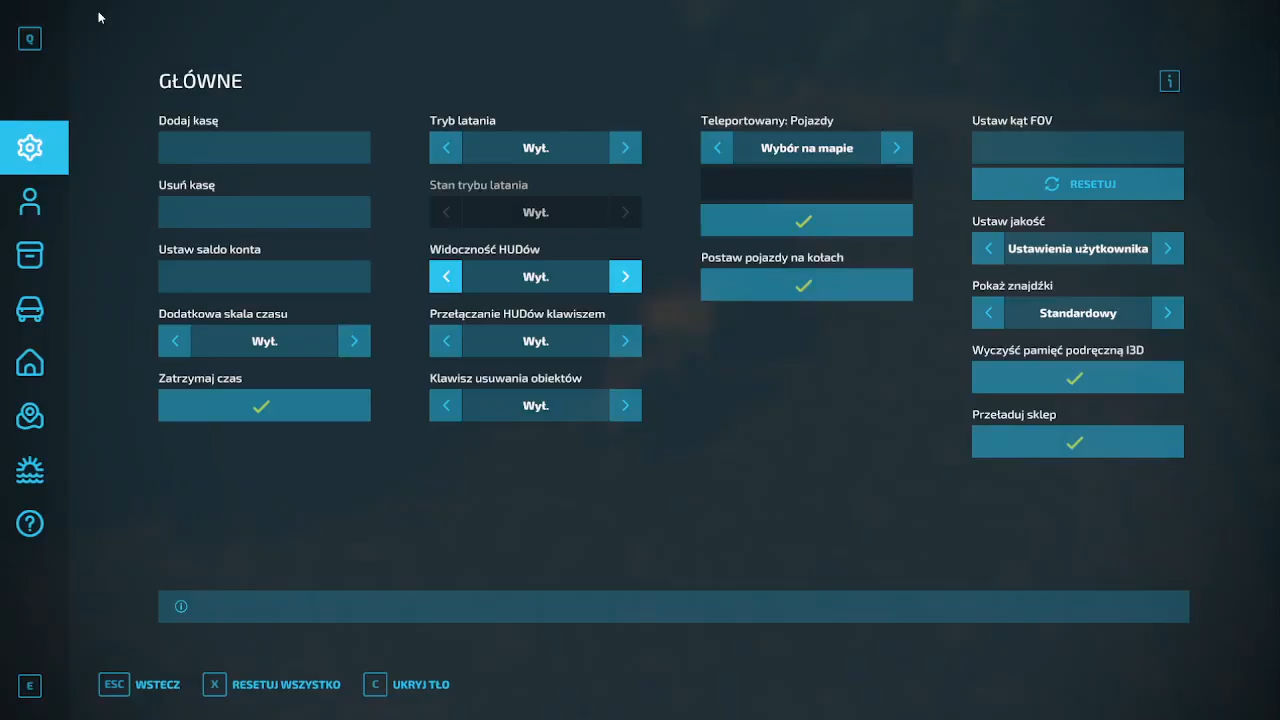 Q
GŁÓWNE
i
Dodaj kasę
Usuń kasę
Ustaw saldo konta
Dodatkowa skala czasu
Wył.
Zatrzymaj czas
Tryb latania
Wył.
Stan trybu latania
Wył.
Widoczność HUDów
Wył.
Przełączanie HUDów klawiszem
Wył.
Klawisz usuwania obiektów
Wył.
Teleportowany: Pojazdy
Wybór na mapie
Postaw pojazdy na kołach
Ustaw kąt FOV
RESETUJ
Ustaw jakość
Ustawienia użytkownika
Pokaż znajdźki
Standardowy
Wyczyść pamięć podręczną I3D
Przeładuj sklep
E
ESC WSTECZ X RESETUJ WSZYSTKO C UKRYJ TŁO